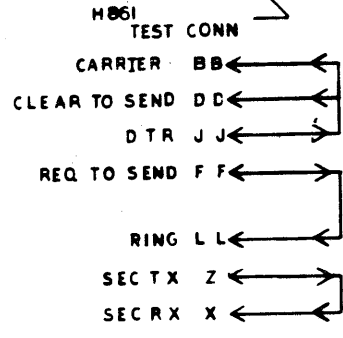 H861
TEST CONN
CARRIER BB
CLEAR TO SEND DD
DTR JJ
REQ TO SEND FF
RING LL
SEC TX Z
SEC RX X